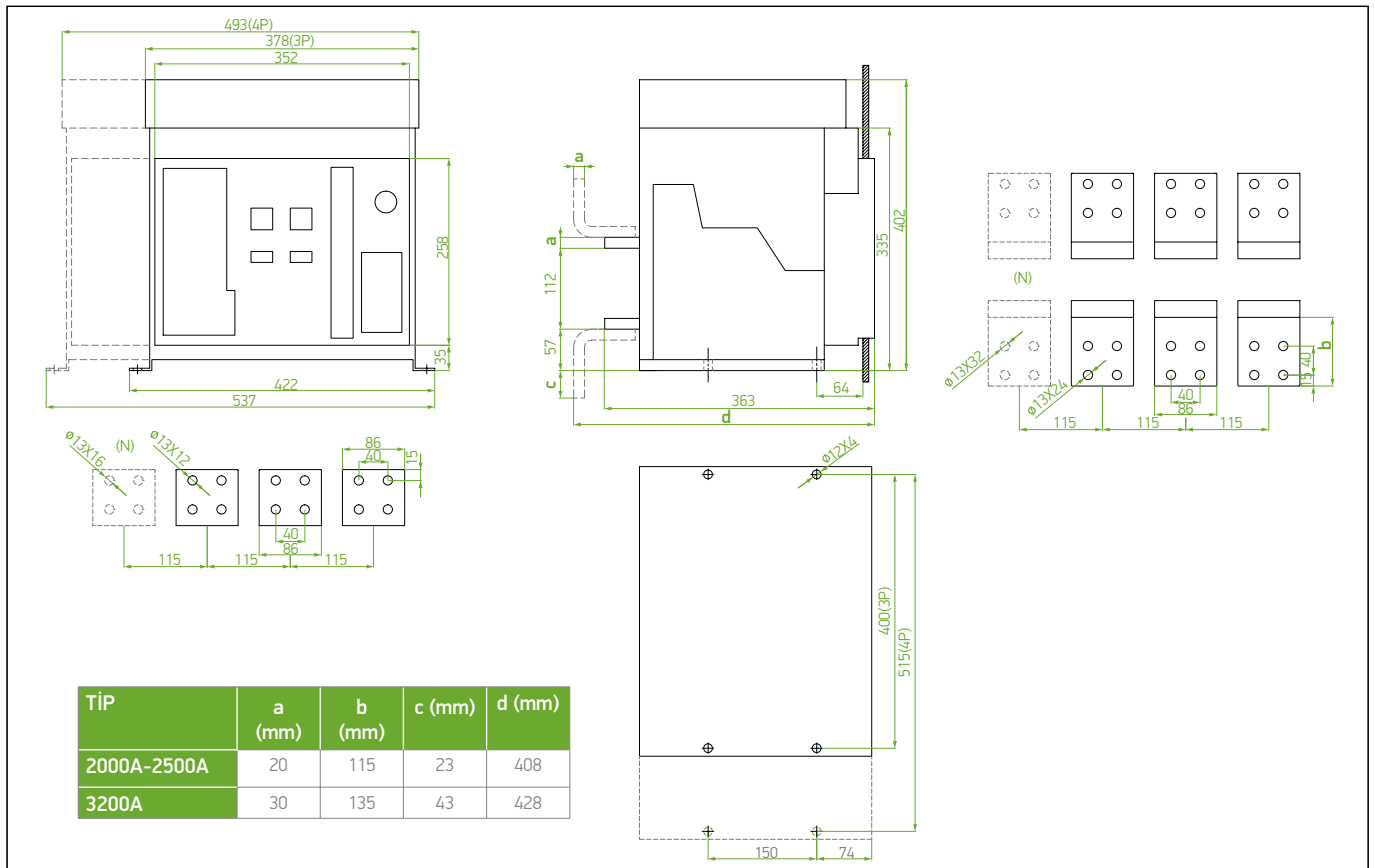 493(4P)
378(3P)
352
258
35
422
537
a
a
112
57
c
335
402
64
363
d
(N)
ø13X32
ø13X24
40
86
115
115
115
b
40
15
ø13X16
(N)
ø13X12
86
40
15
40
86
115
115
115
ø12X4
400(3P)
515(4P)
150
74
TİP
a (mm)
b (mm)
c (mm)
d (mm)
2000A-2500A 20 115 23 408
3200A 30 135 43 428